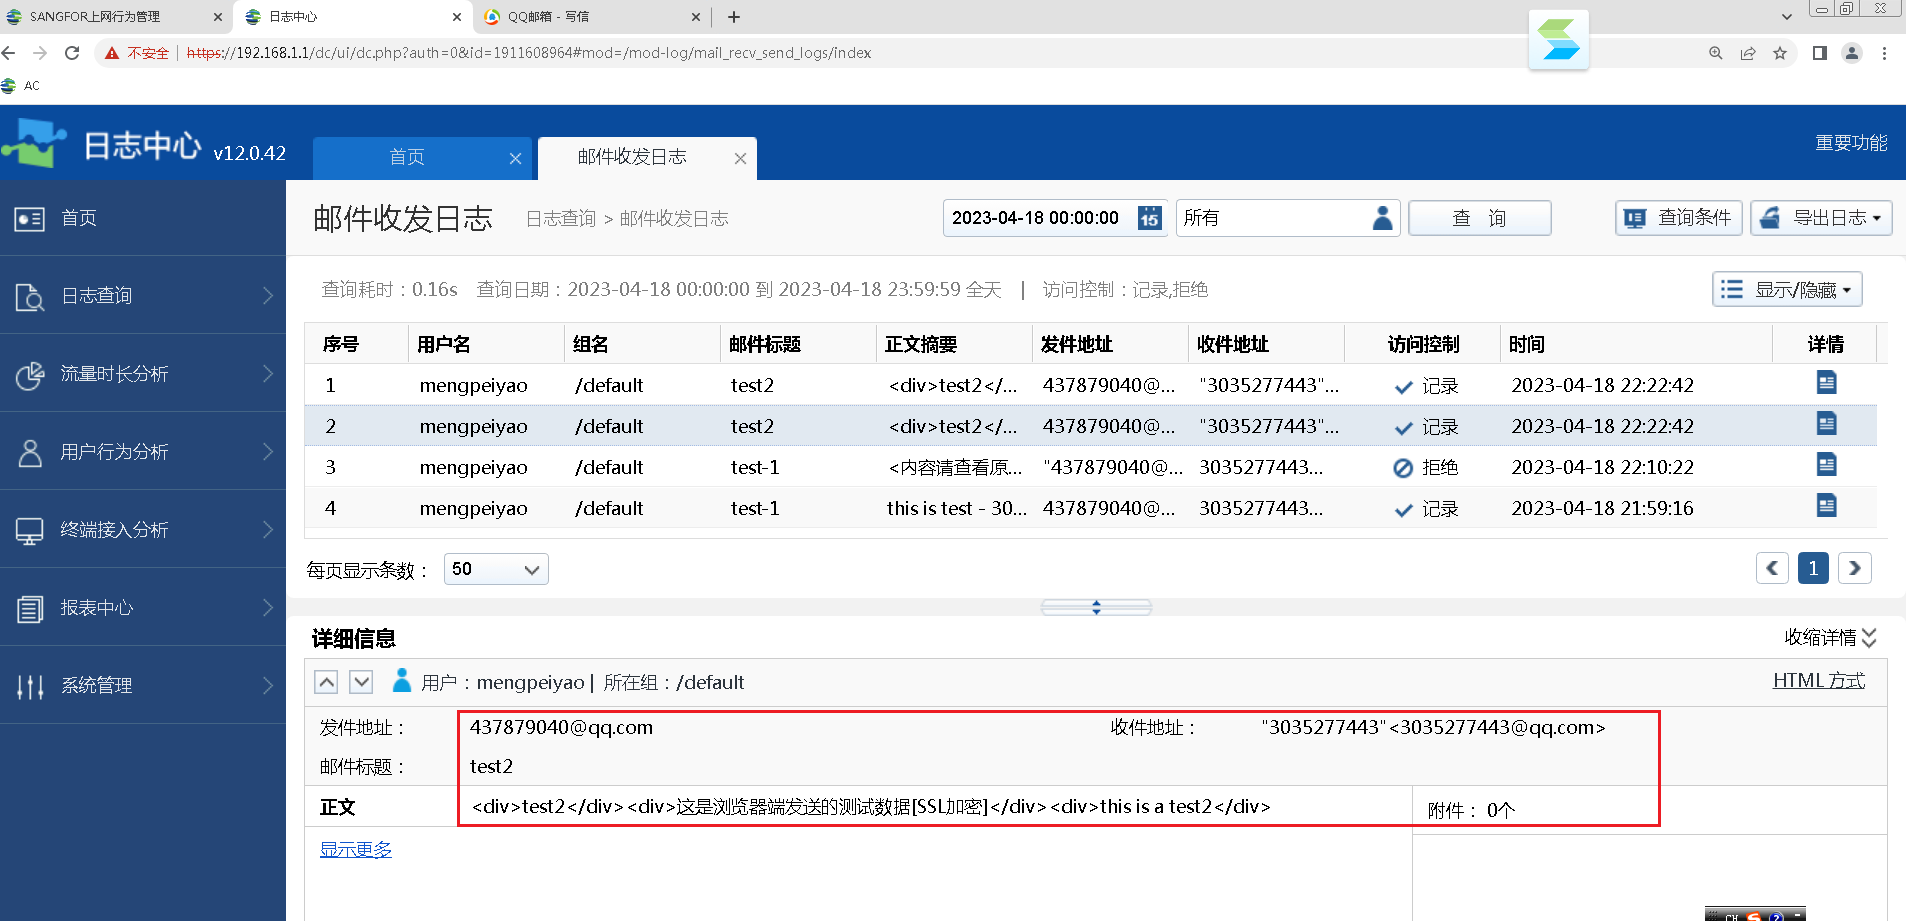 SANGFOR上网行为管理
日志中心
QQ邮箱 - 写信
不安全
https://192.168.1.1/dc/ui/dc.php?auth=0&id=1911608964#mod=/mod-log/mail_recv_send_logs/index
AC
日志中心 v12.0.42
首页
邮件收发日志
重要功能
首页
日志查询
流量时长分析
用户行为分析
终端接入分析
报表中心
系统管理
邮件收发日志 日志查询 > 邮件收发日志
2023-04-18 00:00:00 15 所有 查 询 查询条件 导出日志
查询耗时：0.16s 查询日期：2023-04-18 00:00:00 到 2023-04-18 23:59:59 全天 | 访问控制：记录,拒绝
显示/隐藏
序号 用户名 组名 邮件标题 正文摘要 发件地址 收件地址 访问控制 时间 详情
1 mengpeiyao /default test2 <div>test2</... 437879040@... "3035277443"... 记录 2023-04-18 22:22:42
2 mengpeiyao /default test2 <div>test2</... 437879040@... "3035277443"... 记录 2023-04-18 22:22:42
3 mengpeiyao /default test-1 <内容请查看原... "437879040@... 3035277443... 拒绝 2023-04-18 22:10:22
4 mengpeiyao /default test-1 this is test - 30... 437879040@... 3035277443... 记录 2023-04-18 21:59:16
每页显示条数： 50
1
详细信息 收缩详情
用户：mengpeiyao | 所在组：/default HTML 方式
发件地址： 437879040@qq.com 收件地址： "3035277443"<3035277443@qq.com>
邮件标题： test2
正文 <div>test2</div><div>这是浏览器端发送的测试数据[SSL加密]</div><div>this is a test2</div> 附件： 0个
显示更多
CH